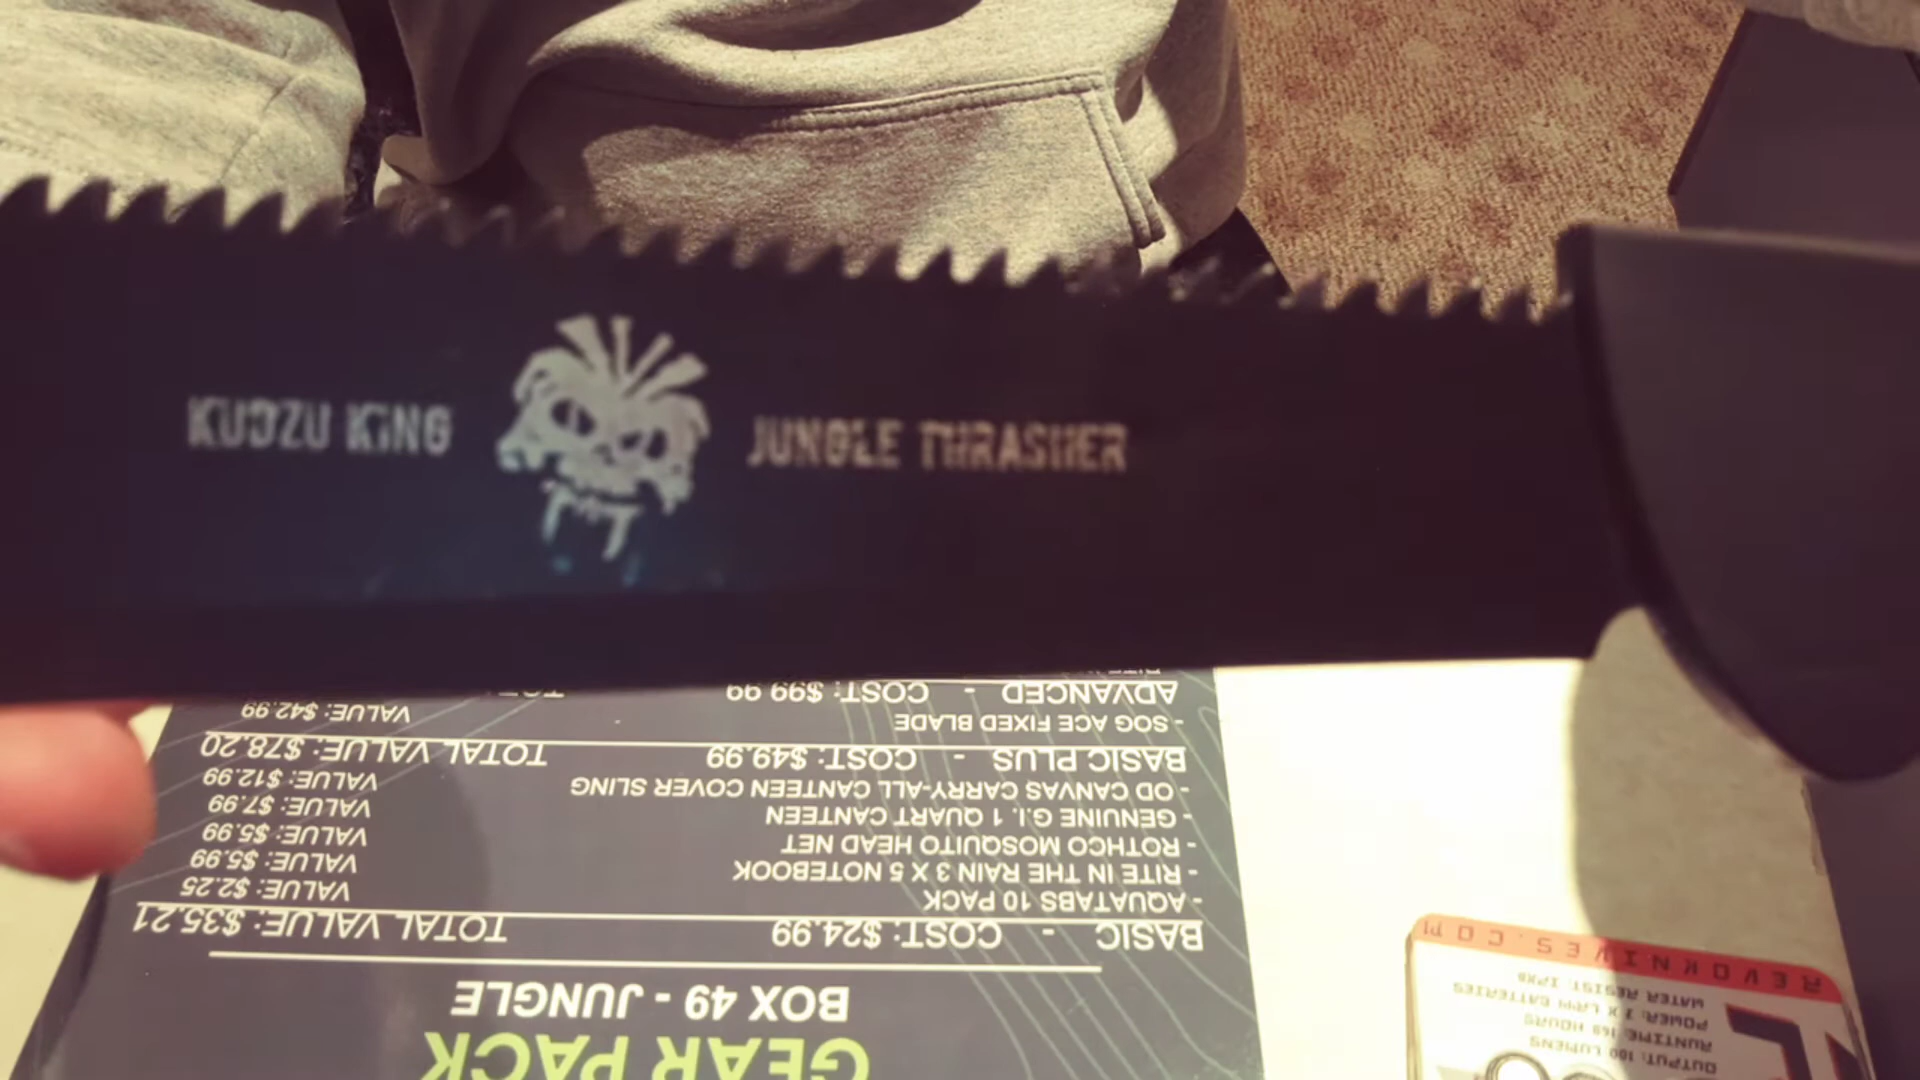 KUDZU KING JUNGLE THRASHER
GEAR PACK
BOX 49 - JUNGLE
BASIC - COST: $24.99 TOTAL VALUE: $35.21
- AQUATABS 10 PACK VALUE: $2.25
- RITE IN THE RAIN 3 X 5 NOTEBOOK VALUE: $5.99
- ROTHCO MOSQUITO HEAD NET VALUE: $5.99
- GENUINE G.I. 1 QUART CANTEEN VALUE: $7.99
- OD CANVAS CARRY-ALL CANTEEN COVER SLING VALUE: $12.99
BASIC PLUS - COST: $49.99 TOTAL VALUE: $78.20
- SOG ACE FIXED BLADE VALUE: $42.99
ADVANCED - COST: $99.99
OUTPUT: 100 LUMENS
RUNTIME: 168 HOURS
POWER: 3 X LR44 BATTERIES
WATER RESIST: IPX8
REVOKNIVES.COM